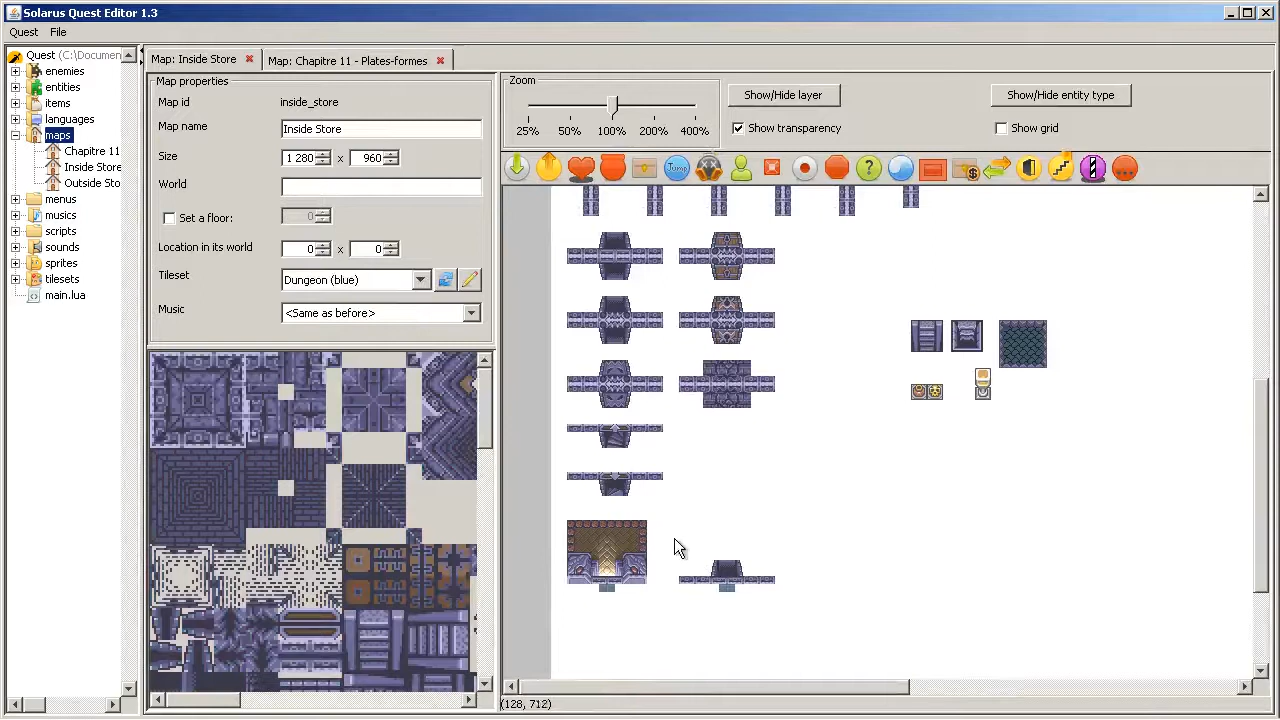 Solarus Quest Editor 1.3
Quest File
Quest (C:\Documen
enemies
entities
items
languages
maps
Chapitre 11
Inside Store
Outside Sto
menus
musics
scripts
sounds
sprites
tilesets
main.lua
Map: Inside Store
Map: Chapitre 11 - Plates-formes
Map properties
Map id inside_store
Map name Inside Store
Size 1 280 x 960
World
Set a floor: 0
Location in its world 0 x 0
Tileset Dungeon (blue)
Music <Same as before>
Zoom
25% 50% 100% 200% 400%
Show/Hide layer
Show transparency
Show/Hide entity type
Show grid
Jump
?
$
(128, 712)